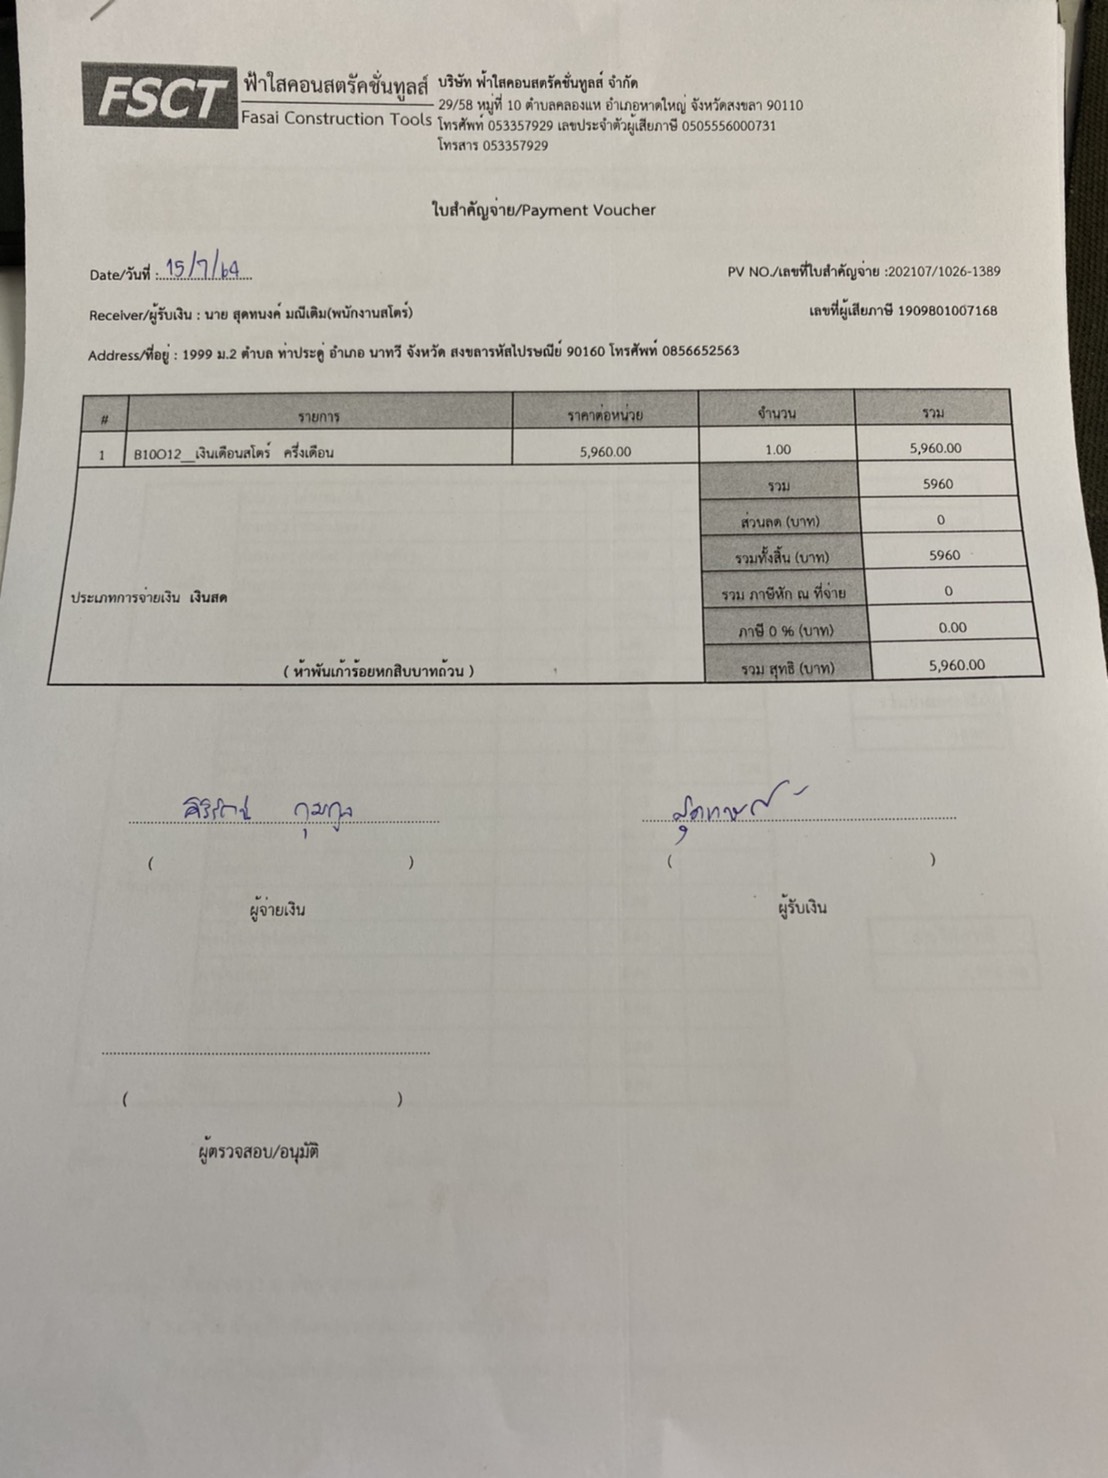 FSCT ฟ้าใสคอนสตรัคชั่นทูลส์
Fasai Construction Tools
บริษัท ฟ้าใสคอนสตรัคชั่นทูลส์ จำกัด
29/58 หมู่ที่ 10 ตำบลคลองแห อำเภอหาดใหญ่ จังหวัดสงขลา 90110
โทรศัพท์ 053357929 เลขประจำตัวผู้เสียภาษี 0505556000731
โทรสาร 053357929
ใบสำคัญจ่าย/Payment Voucher
Date/วันที่ : 15/7/64 PV NO./เลขที่ใบสำคัญจ่าย :202107/1026-1389
Receiver/ผู้รับเงิน : นาย สุดทนงค์ มณีเติม(พนักงานสโตร์) เลขที่ผู้เสียภาษี 1909801007168
Address/ที่อยู่ : 1999 ม.2 ตำบล ท่าประดู่ อำเภอ นาทวี จังหวัด สงขลารหัสไปรษณีย์ 90160 โทรศัพท์ 0856652563
# รายการ ราคาต่อหน่วย จำนวน รวม
1 B10O12__เงินเดือนสโตร์ ครึ่งเดือน 5,960.00 1.00 5,960.00
รวม 5960
ส่วนลด (บาท) 0
รวมทั้งสิ้น (บาท) 5960
ประเภทการจ่ายเงิน เงินสด รวม ภาษีหัก ณ ที่จ่าย 0
ภาษี 0 % (บาท) 0.00
( ห้าพันเก้าร้อยหกสิบบาทถ้วน ) รวม สุทธิ (บาท) 5,960.00
( ) ( )
ผู้จ่ายเงิน ผู้รับเงิน
( )
ผู้ตรวจสอบ/อนุมัติ